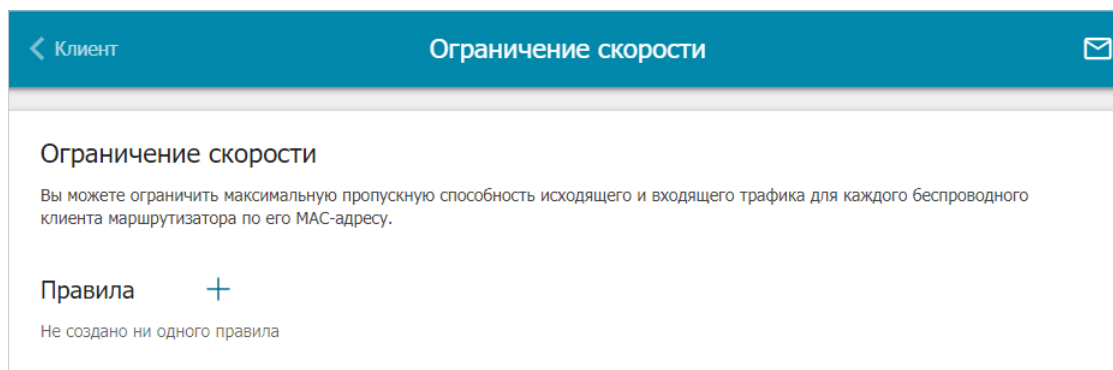 Клиент
Ограничение скорости
Ограничение скорости
Вы можете ограничить максимальную пропускную способность исходящего и входящего трафика для каждого беспроводного
клиента маршрутизатора по его MAC-адресу.
Правила +
Не создано ни одного правила